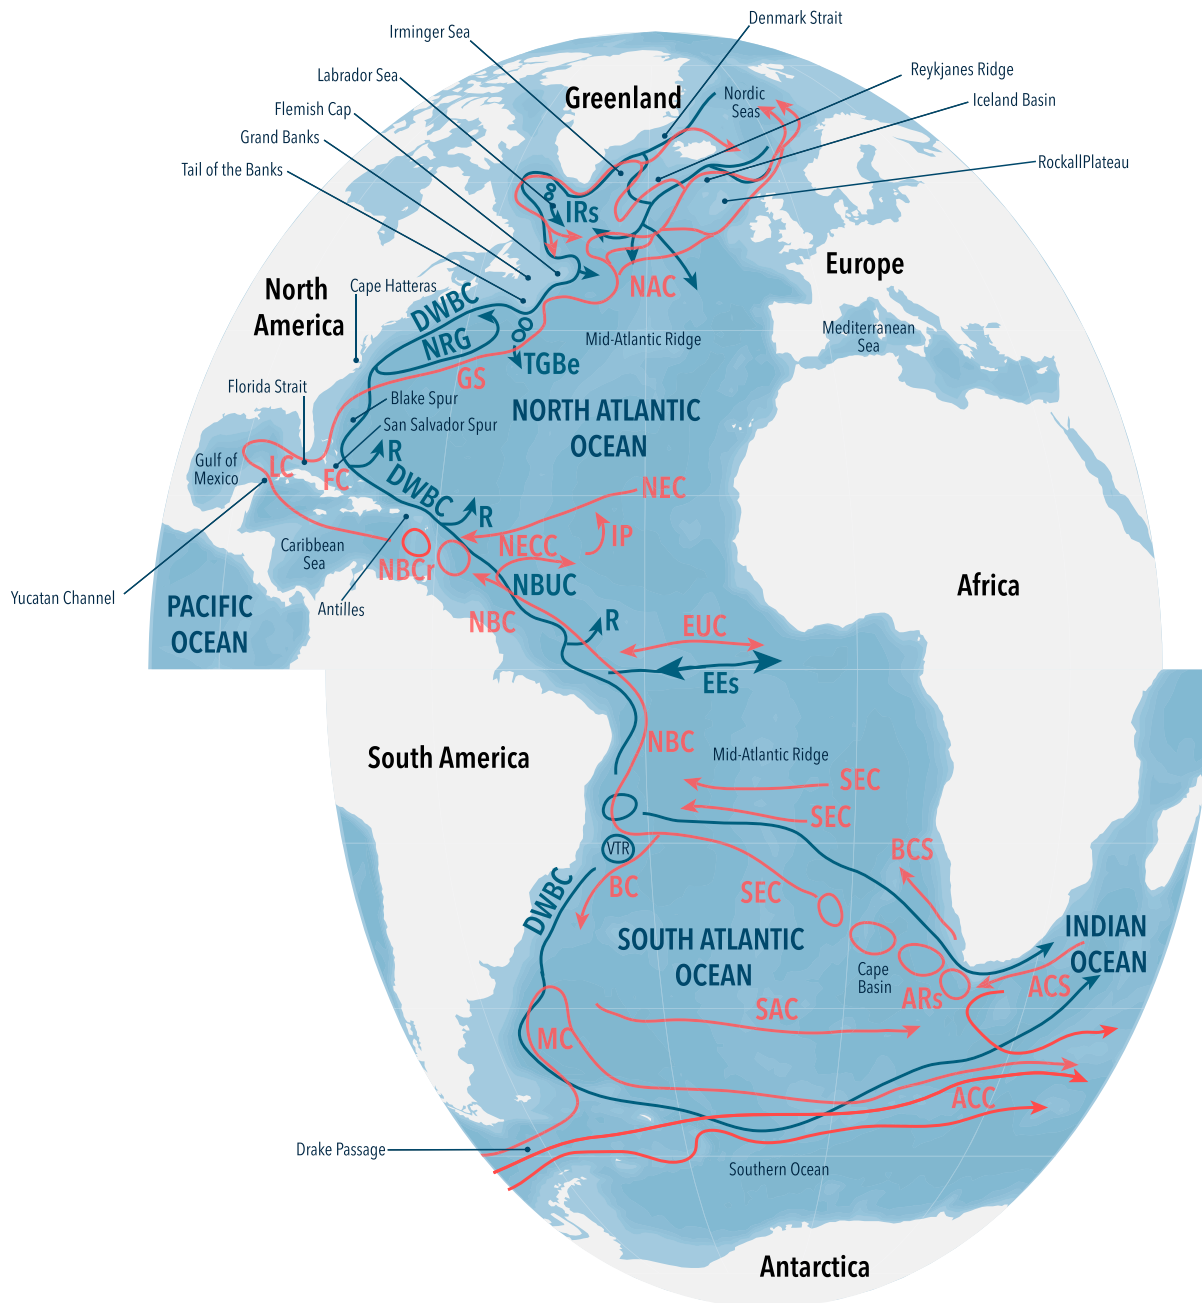 Denmark Strait
Irminger Sea
Reykjanes Ridge
Labrador Sea
Greenland
Nordic
Seas
Iceland Basin
Flemish Cap
Grand Banks
RockallPlateau
Tail of the Banks
IRs
Europe
North
America
Cape Hatteras
NAC
DWBC
NRG
Mid-Atlantic Ridge
Mediterranean
Sea
TGBe
GS
Florida Strait
Blake Spur
NORTH ATLANTIC
OCEAN
San Salvador Spur
R
Gulf of
Mexico
LC
FC
DWBC
NEC
R
IP
Caribbean
Sea
NECC
NBCr
NBUC
Africa
Yucatan Channel
PACIFIC
OCEAN
Antilles
NBC
R
EUC
EEs
NBC
South America
Mid-Atlantic Ridge
SEC
SEC
VTR
BCS
BC
SEC
DWBC
INDIAN
OCEAN
SOUTH ATLANTIC
OCEAN
Cape
Basin
ARs
ACS
SAC
MC
ACC
Drake Passage
Southern Ocean
Antarctica